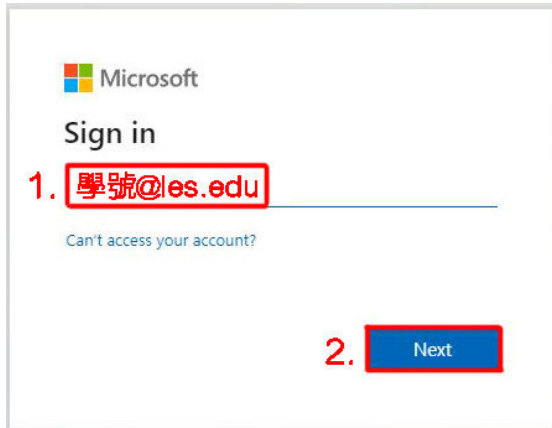 Microsoft
Sign in
1. 學號@les.edu
Can't access your account?
2. Next